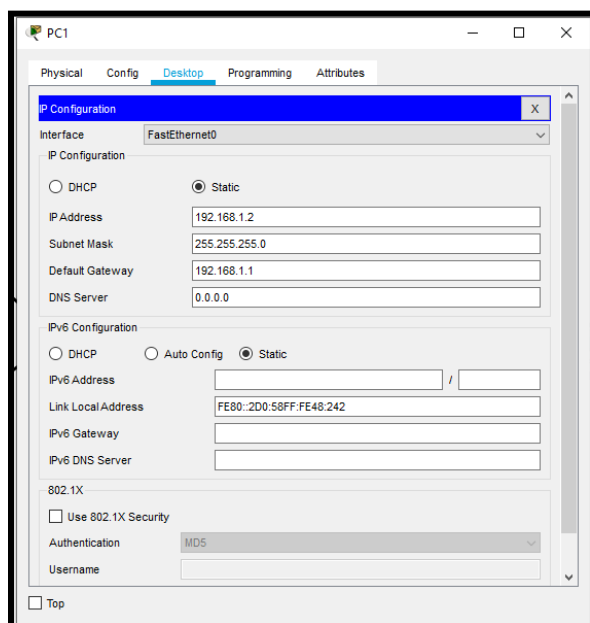 PC1
Physical Config Desktop Programming Attributes
IP Configuration X
Interface FastEthernet0
IP Configuration
DHCP Static
IP Address 192.168.1.2
Subnet Mask 255.255.255.0
Default Gateway 192.168.1.1
DNS Server 0.0.0.0
IPv6 Configuration
DHCP Auto Config Static
IPv6 Address /
Link Local Address FE80::2D0:58FF:FE48:242
IPv6 Gateway
IPv6 DNS Server
802.1X
Use 802.1X Security
Authentication MD5
Username
Top